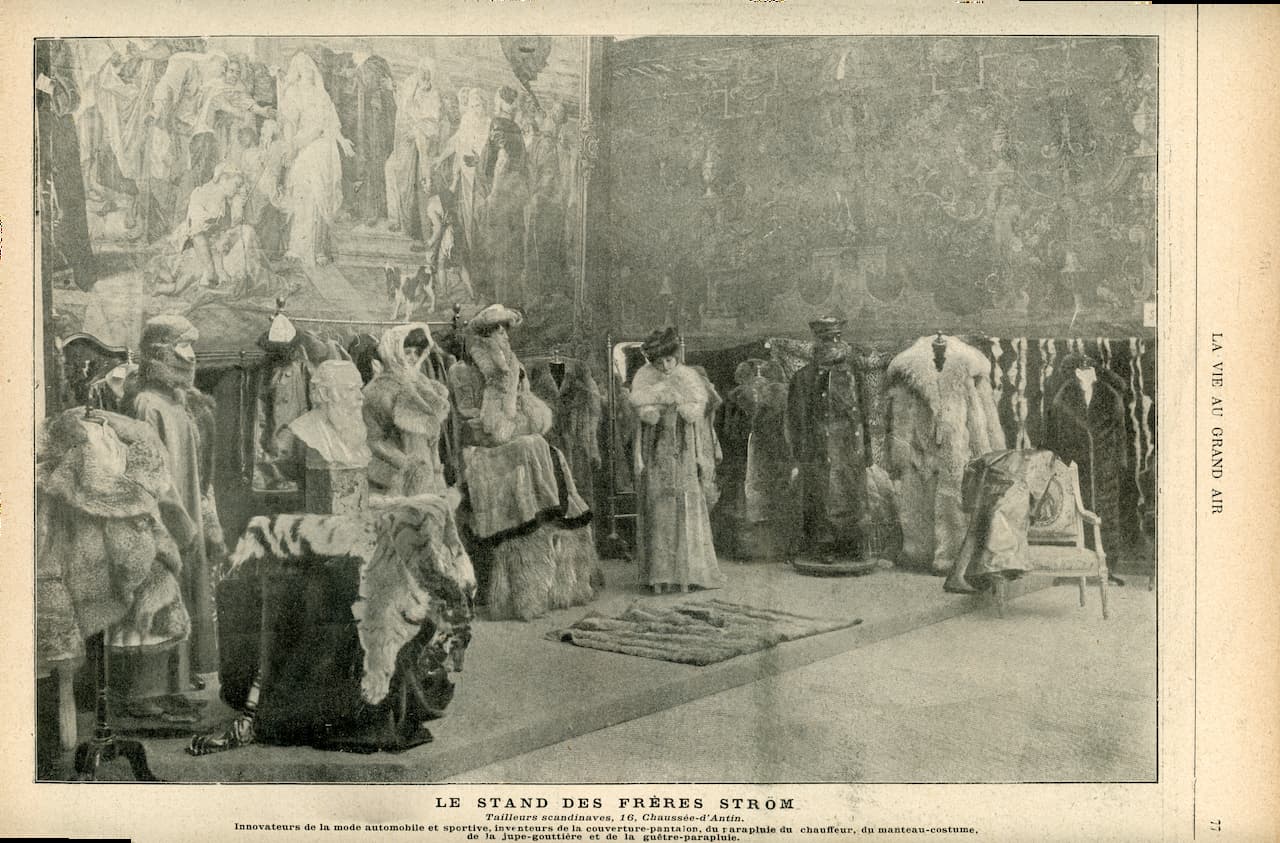 LE STAND DES FRÈRES STRÖM
Tailleurs scandinaves, 16, Chaussée-d'Antin.
Innovateurs de la mode automobile et sportive, inventeurs de la couverture-pantalon, du parapluie du chauffeur, du manteau-costume,
de la jupe-gouttière et de la guêtre-parapluie.
LA VIE AU GRAND AIR
77